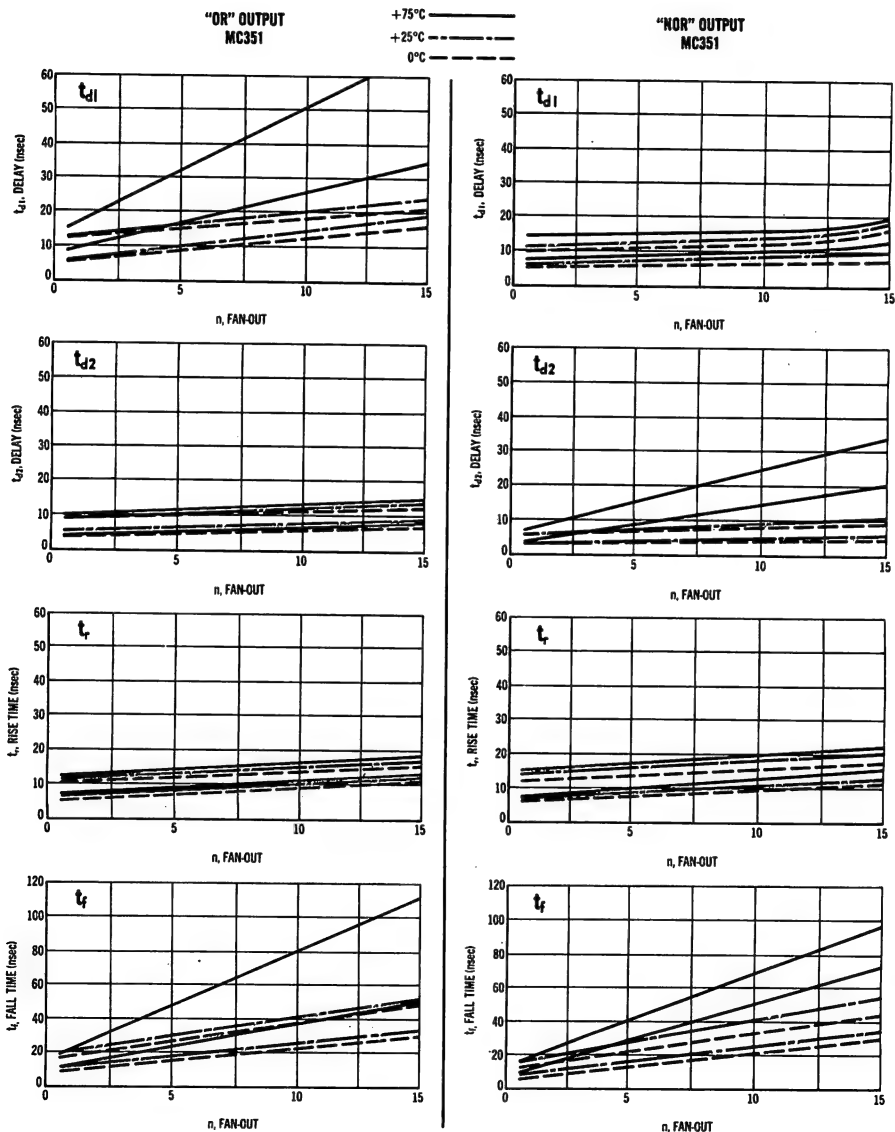 "OR" OUTPUT
MC351
+75°C
+25°C
0°C
"NOR" OUTPUT
MC351
td1
60
50
40
30
20
10
0
td1, DELAY (nsec)
0
5
10
15
n, FAN-OUT
td1
60
50
40
30
20
10
0
td1, DELAY (nsec)
0
5
10
15
n, FAN-OUT
td2
60
50
40
30
20
10
0
td2, DELAY (nsec)
0
5
10
15
n, FAN-OUT
td2
60
50
40
30
20
10
0
td2, DELAY (nsec)
0
5
10
15
n, FAN-OUT
tr
60
50
40
30
20
10
0
tr, RISE TIME (nsec)
0
5
10
15
n, FAN-OUT
tr
60
50
40
30
20
10
0
tr, RISE TIME (nsec)
0
5
10
15
n, FAN-OUT
tf
120
100
80
60
40
20
0
tf, FALL TIME (nsec)
0
5
10
15
n, FAN-OUT
tf
120
100
80
60
40
20
0
tf, FALL TIME (nsec)
0
5
10
15
n, FAN-OUT